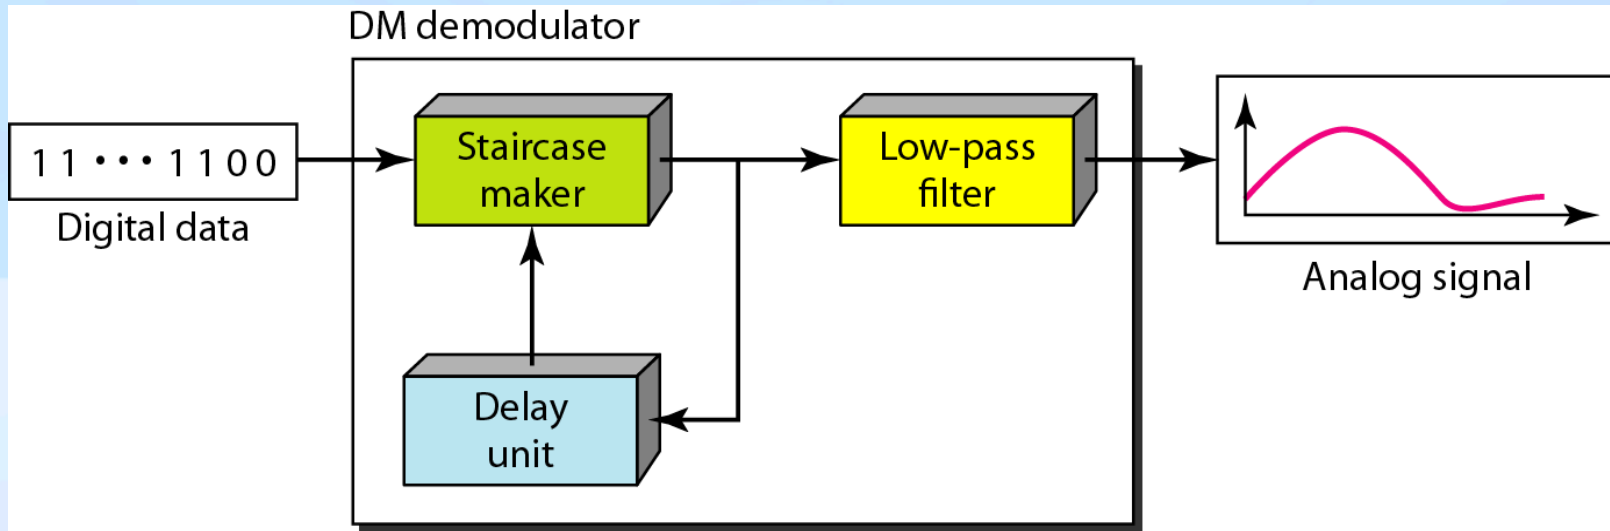 DM demodulator
1 1 • • • 1 1 0 0
Digital data
Staircase
maker
Low-pass
filter
Analog signal
Delay
unit